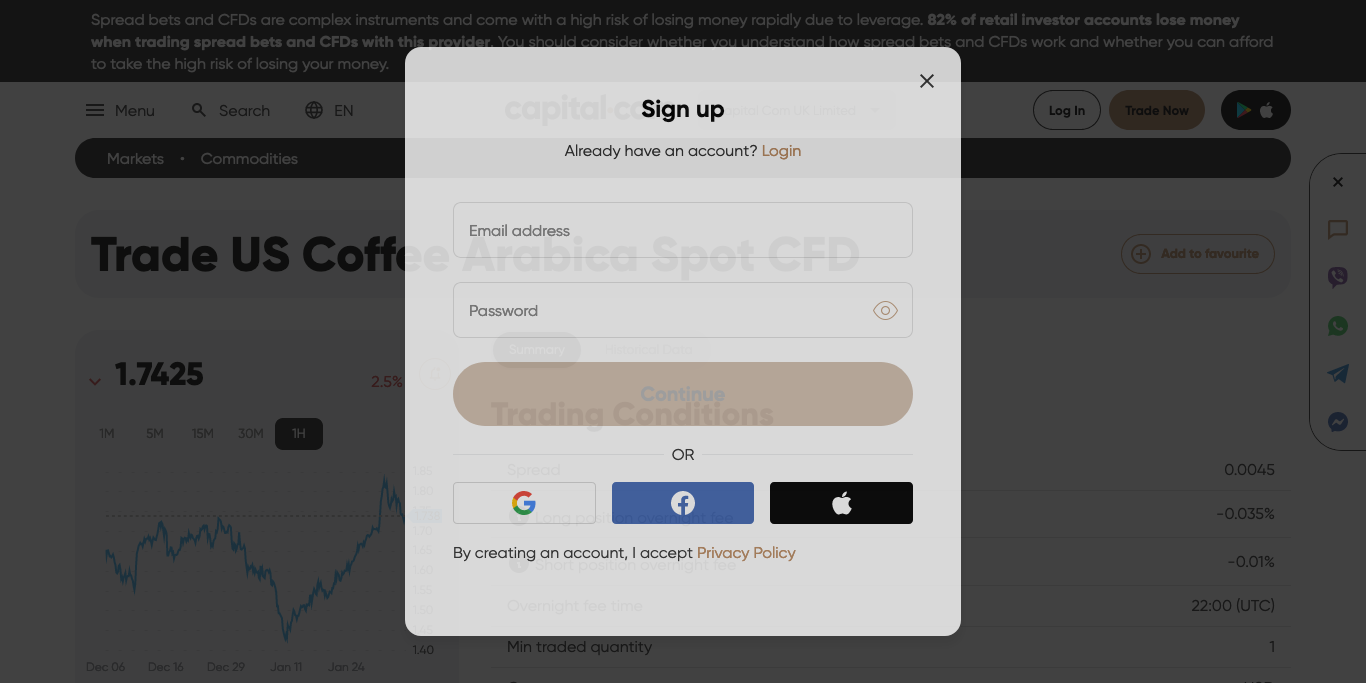 Spread bets and CFDs are complex instruments and come with a high risk of losing money rapidly due to leverage. 82% of retail investor accounts lose money
when trading spread bets and CFDs with this provider. You should consider whether you understand how spread bets and CFDs work and whether you can afford
to take the high risk of losing your money.
Menu
Search
EN
capital.co
Capital Com UK Limited
Log In
Trade Now
Markets • Commodities
Sign up
Already have an account? Login
Email address
Password
Continue
OR
By creating an account, I accept Privacy Policy
Trade US Coffee Arabica Spot CFD
Add to favourite
1.7425
2.5%
1M 5M 15M 30M 1H
1.85
1.80
1.70
1.65
1.60
1.55
1.50
1.45
1.40
Dec 06 Dec 16 Dec 29 Jan 11 Jan 24
Summary
Historical Data
Trading Conditions
Spread 0.0045
Long position overnight fee -0.035%
Short position overnight fee -0.01%
Overnight fee time 22:00 (UTC)
Min traded quantity 1